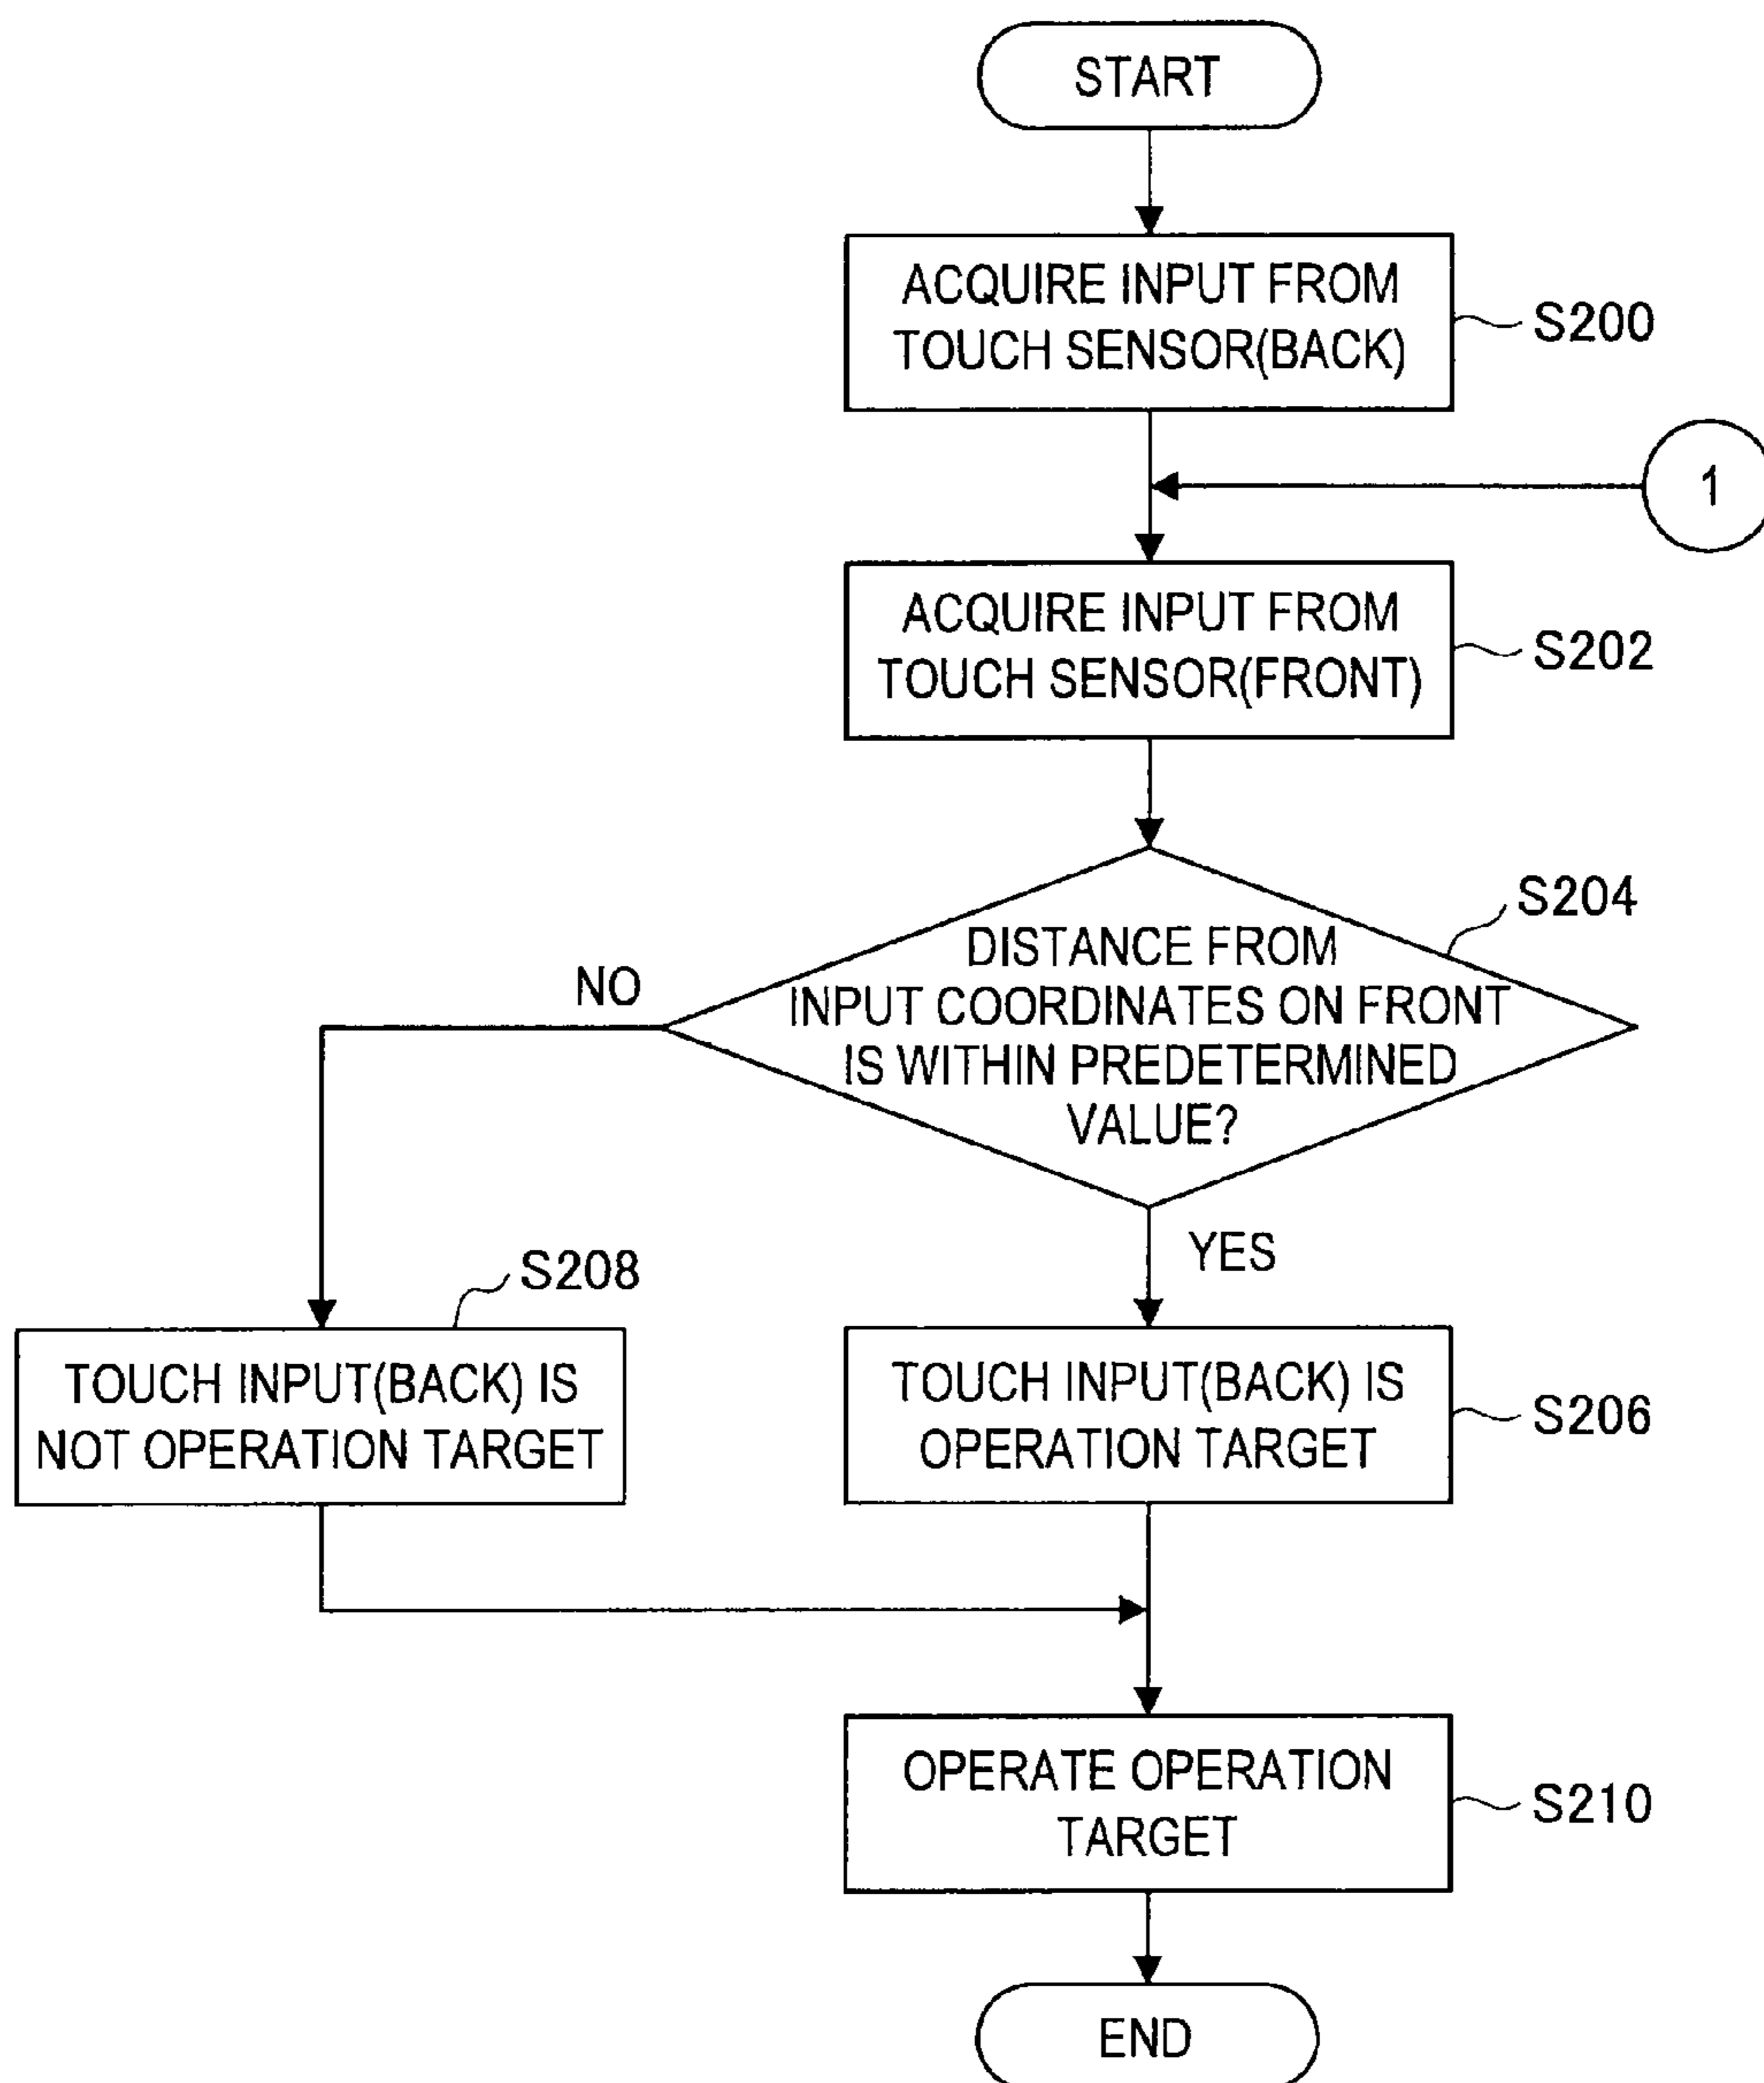 START
ACQUIRE INPUT FROM
TOUCH SENSOR(BACK)
S200
1
ACQUIRE INPUT FROM
TOUCH SENSOR(FRONT)
S202
S204
DISTANCE FROM
INPUT COORDINATES ON FRONT
IS WITHIN PREDETERMINED
VALUE?
NO
YES
S208
TOUCH INPUT(BACK) IS
NOT OPERATION TARGET
TOUCH INPUT(BACK) IS
OPERATION TARGET
S206
OPERATE OPERATION
TARGET
S210
END